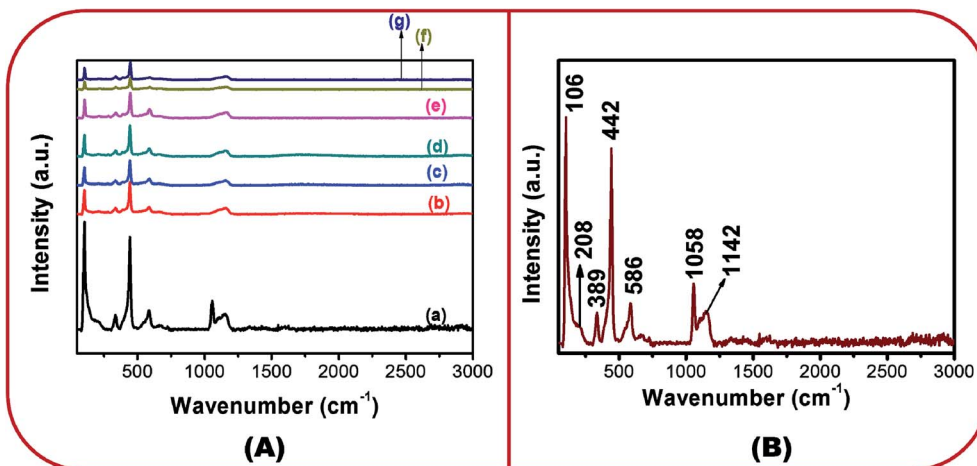 (g)
(f)
(e)
(d)
(c)
(b)
(a)
Intensity (a.u.)
500 1000 1500 2000 2500 3000
Wavenumber (cm⁻¹)
(A)
106
208
389
442
586
1058
1142
Intensity (a.u.)
500 1000 1500 2000 2500 3000
Wavenumber (cm⁻¹)
(B)